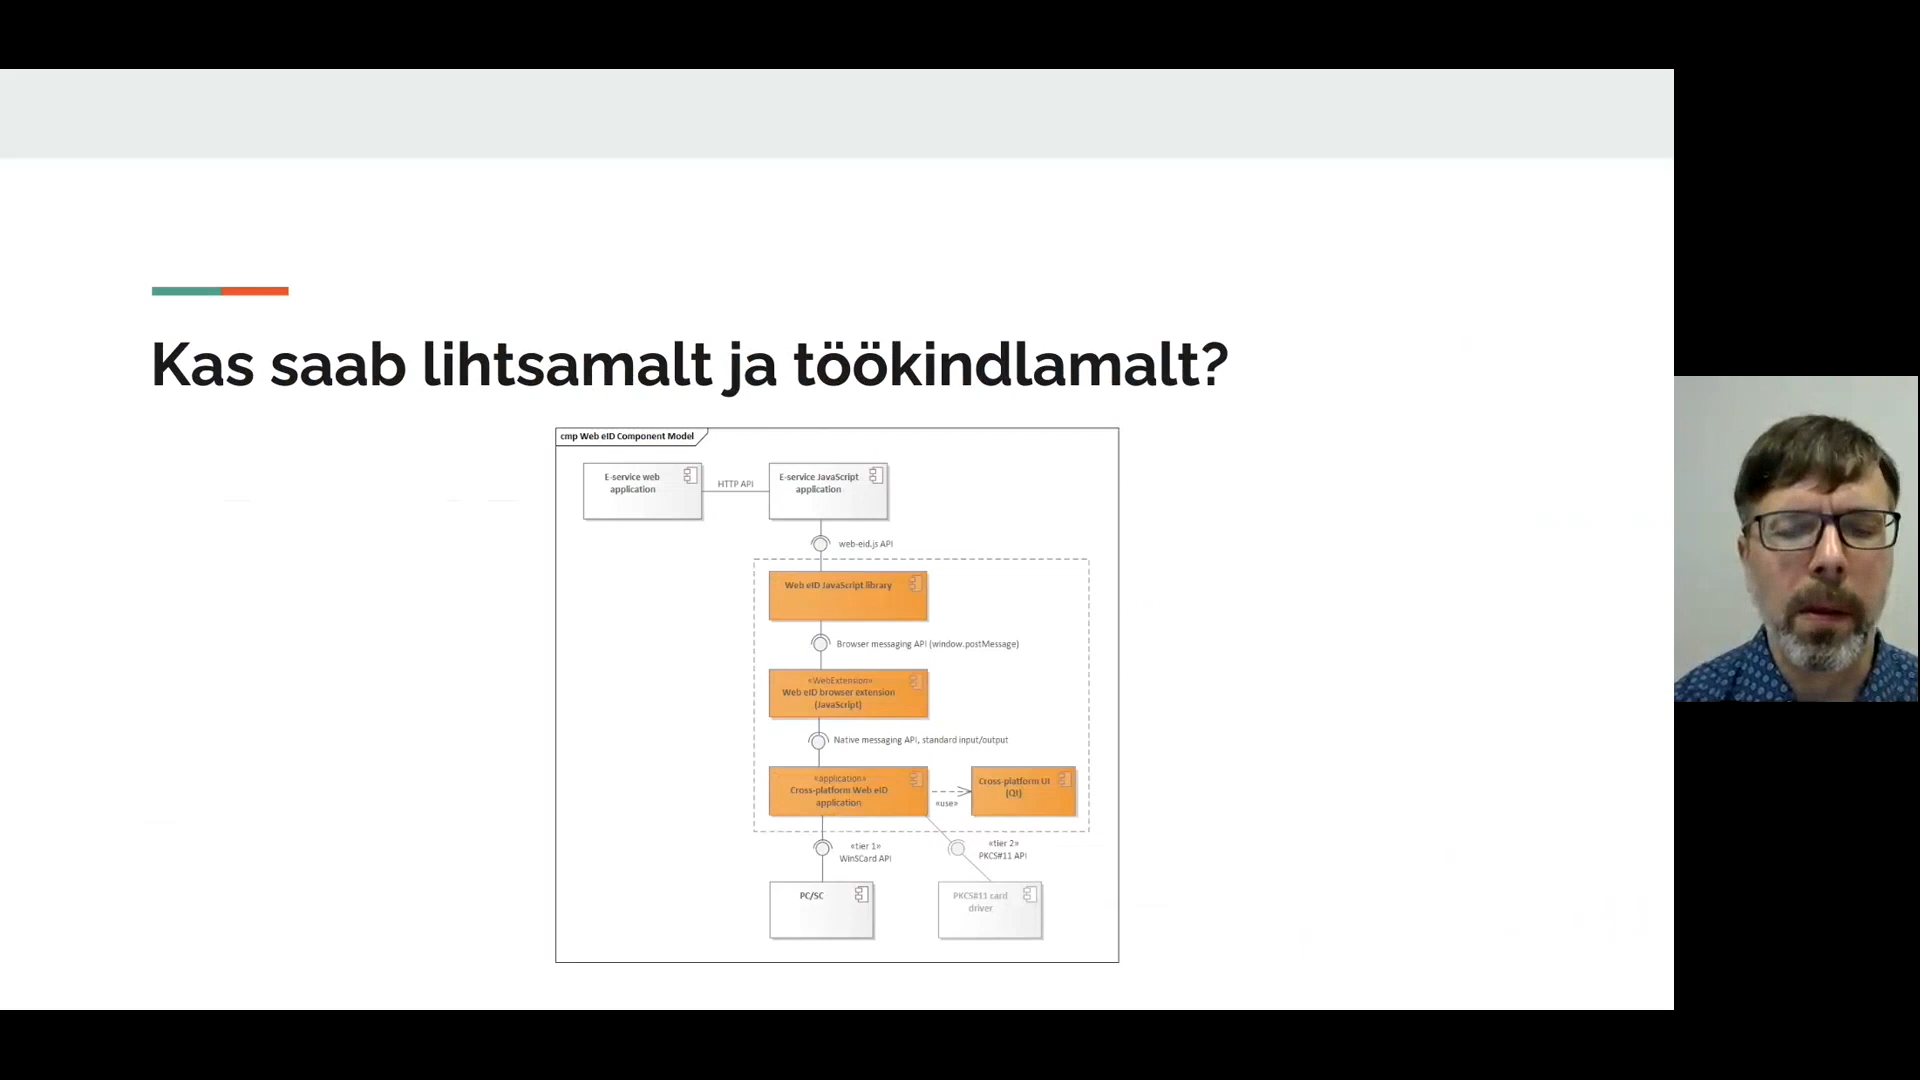 Kas saab lihtsamalt ja töökindlamalt?
cmp Web eID Component Model
E-service web
application
HTTP API
E-service JavaScript
application
web-eid.js API
Web eID JavaScript library
Browser messaging API (window.postMessage)
«WebExtension»
Web eID browser extension
(JavaScript)
Native messaging API, standard input/output
«application»
Cross-platform Web eID
application
«use»
Cross-platform UI
(Qt)
«tier 1»
WinSCard API
«tier 2»
PKCS#11 API
PC/SC
PKCS#11 card
driver